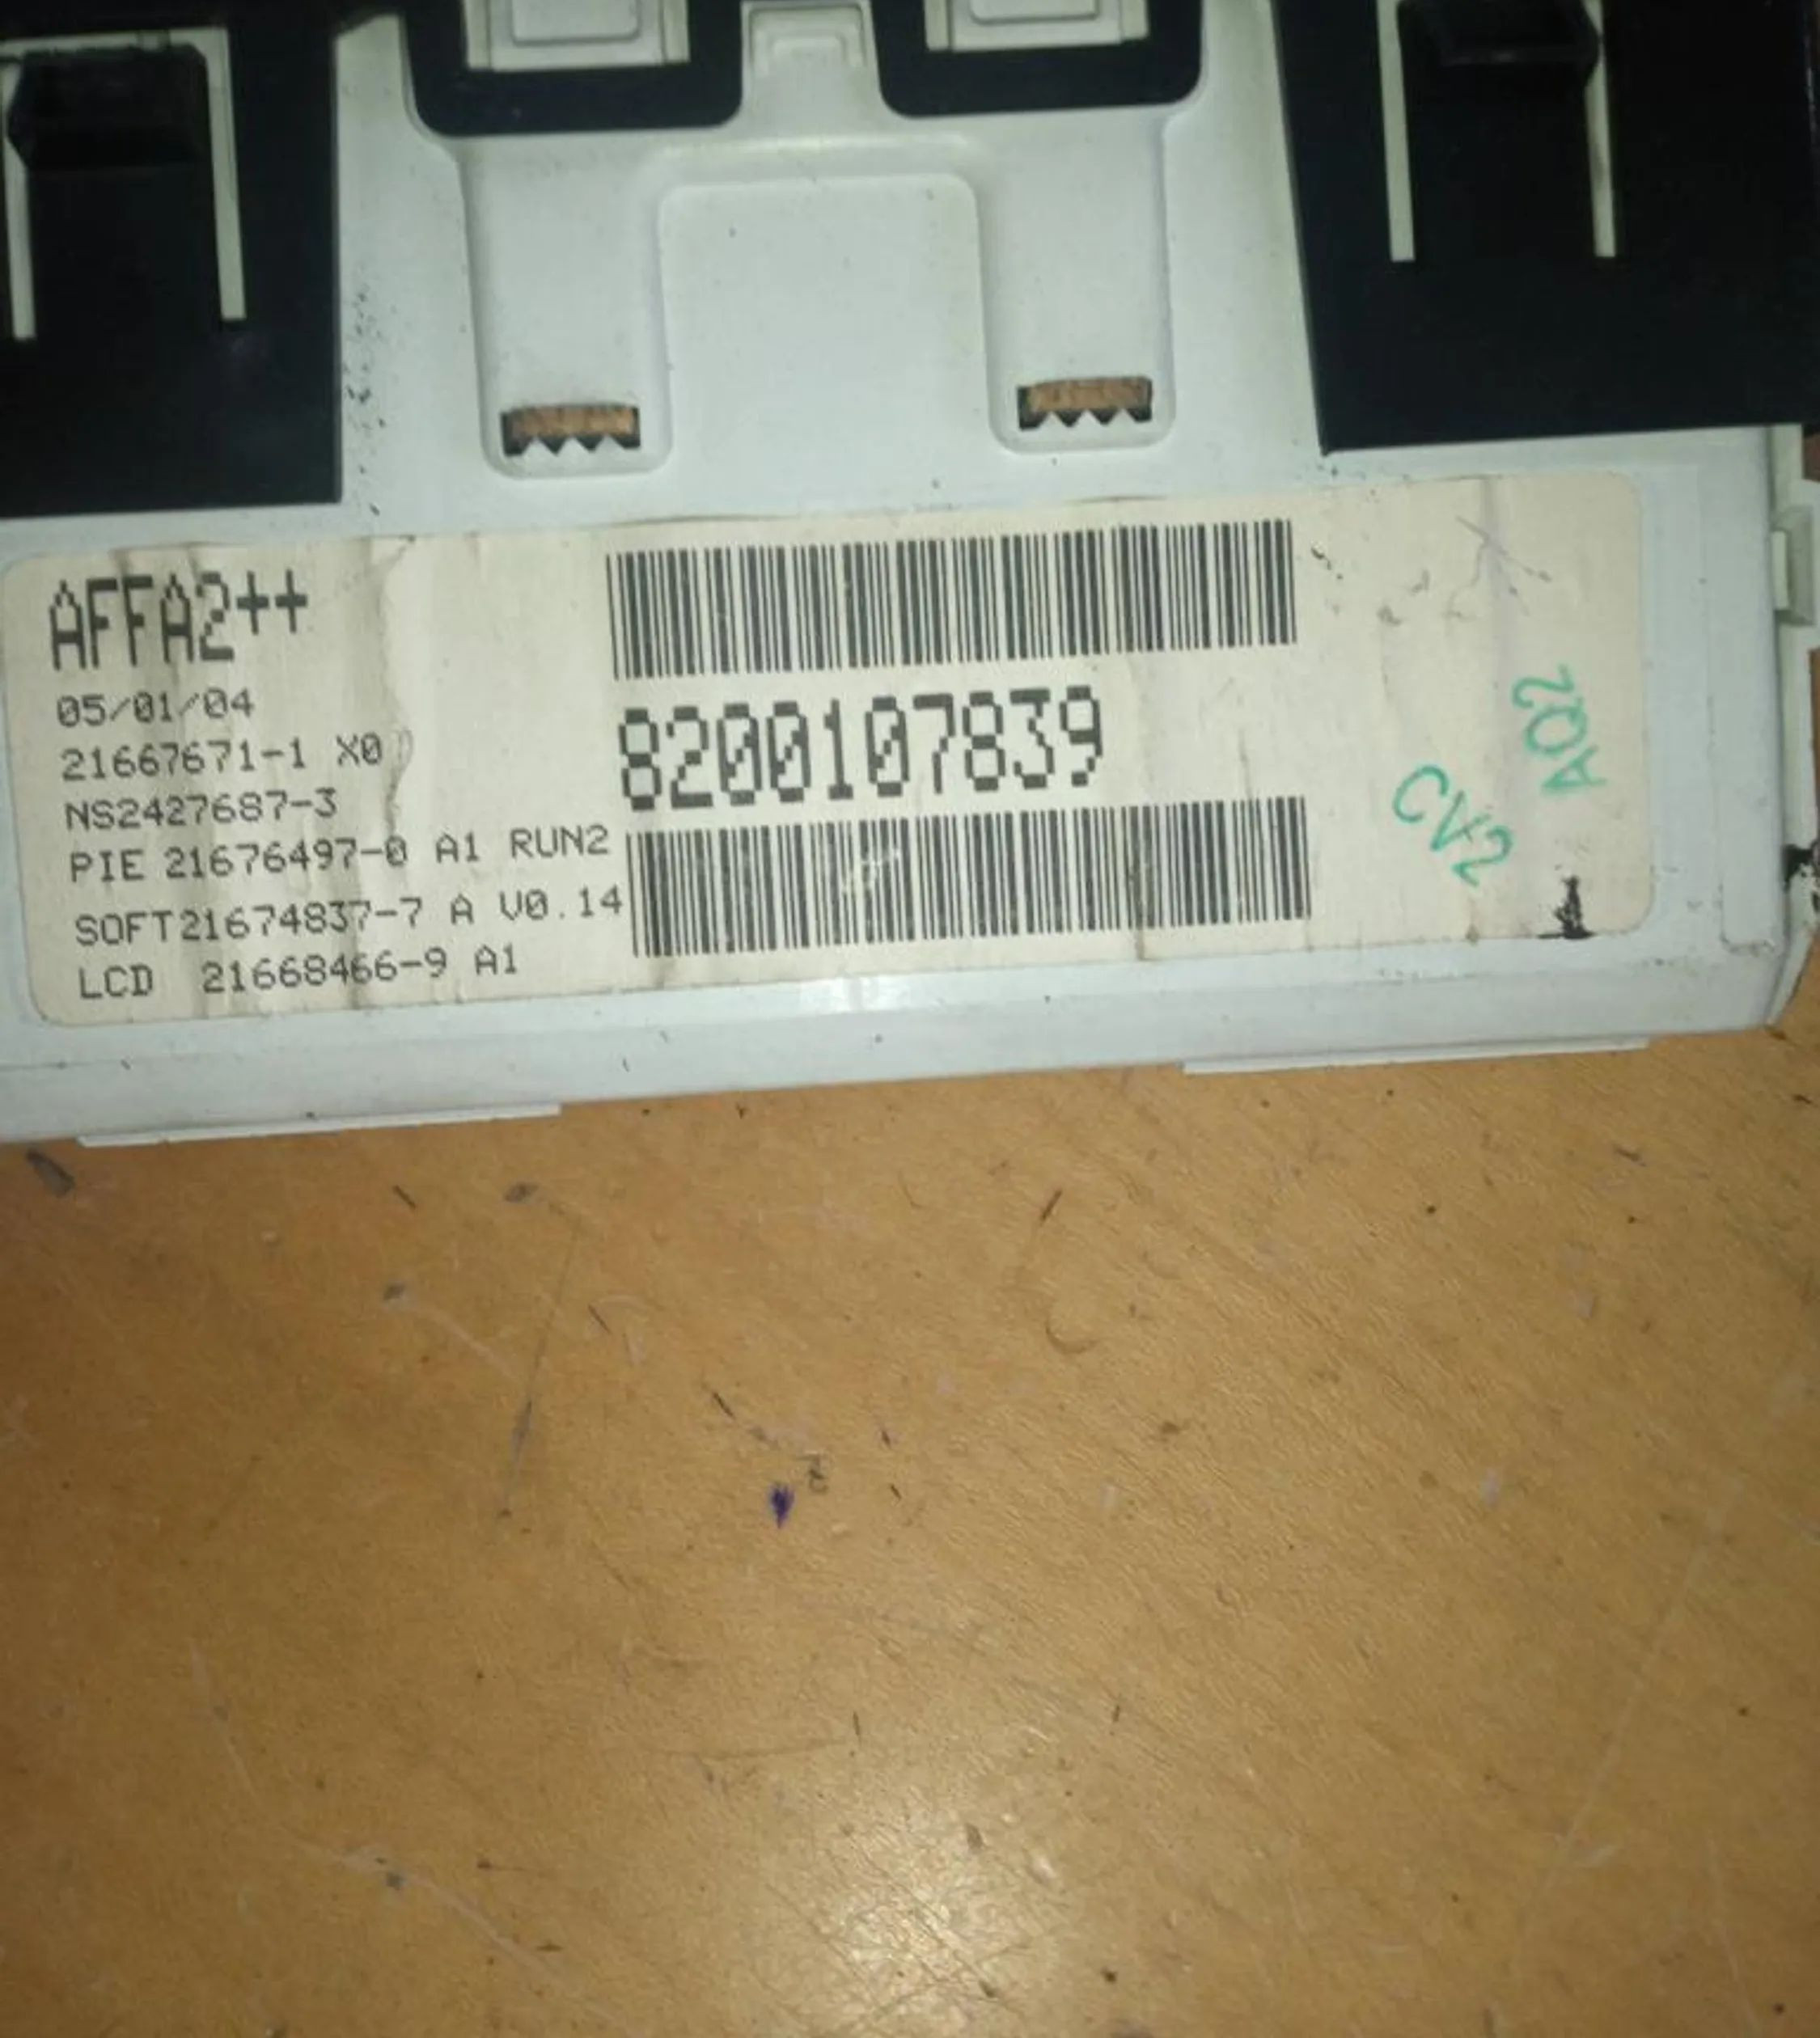 AFFA2++
05/01/04
21667671-1 X0
NS2427687-3
PIE 21676497-0 A1 RUN2
SOFT21674837-7 A V0.14
LCD 21668466-9 A1
8200107839
CV2
AQ2